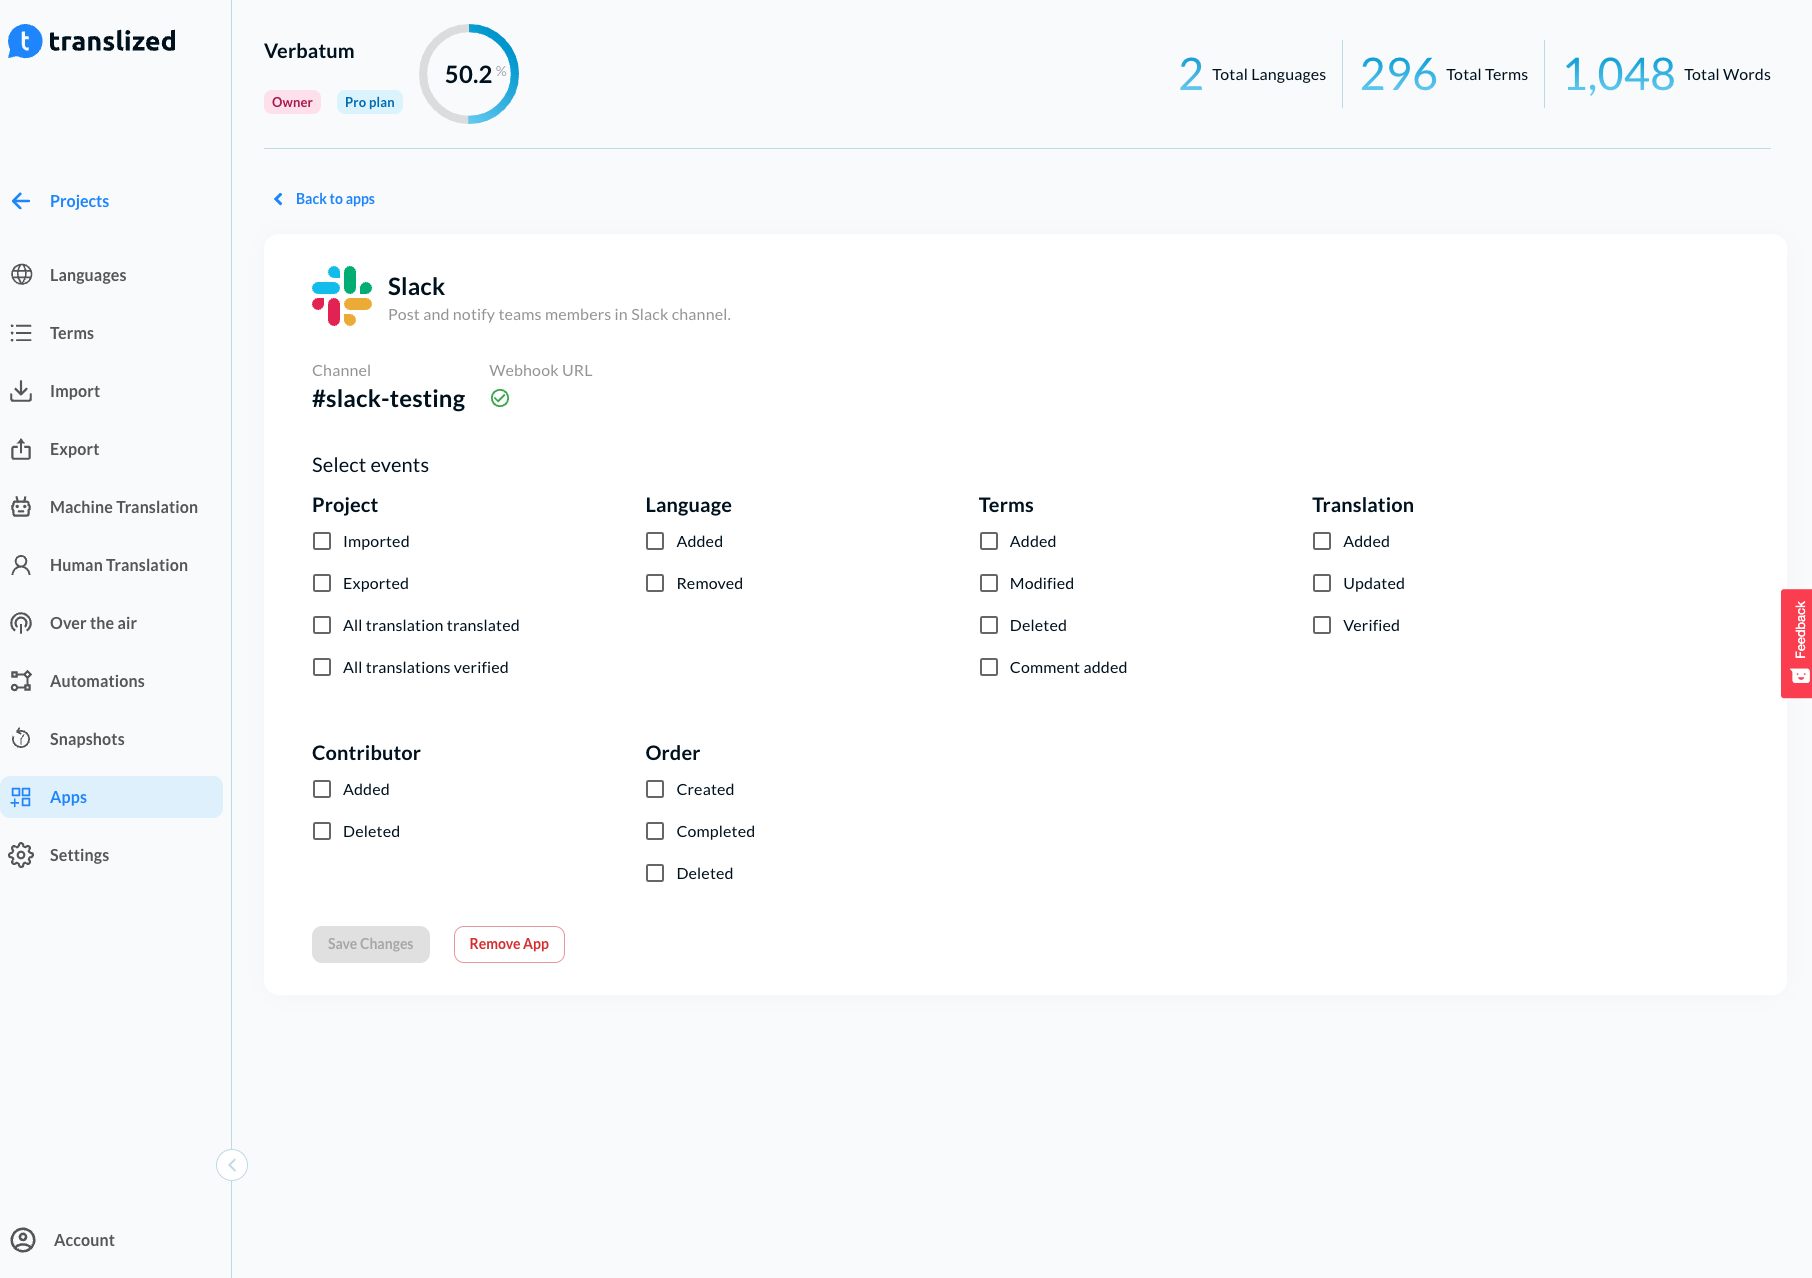 translized
Projects
Languages
Terms
Import
Export
Machine Translation
Human Translation
Over the air
Automations
Snapshots
Apps
Settings
Account
Verbatum
Owner
Pro plan
50.2 %
2 Total Languages
296 Total Terms
1,048 Total Words
Back to apps
Slack
Post and notify teams members in Slack channel.
Channel
#slack-testing
Webhook URL
Select events
Project
Imported
Exported
All translation translated
All translations verified
Language
Added
Removed
Terms
Added
Modified
Deleted
Comment added
Translation
Added
Updated
Verified
Contributor
Added
Deleted
Order
Created
Completed
Deleted
Save Changes
Remove App
Feedback